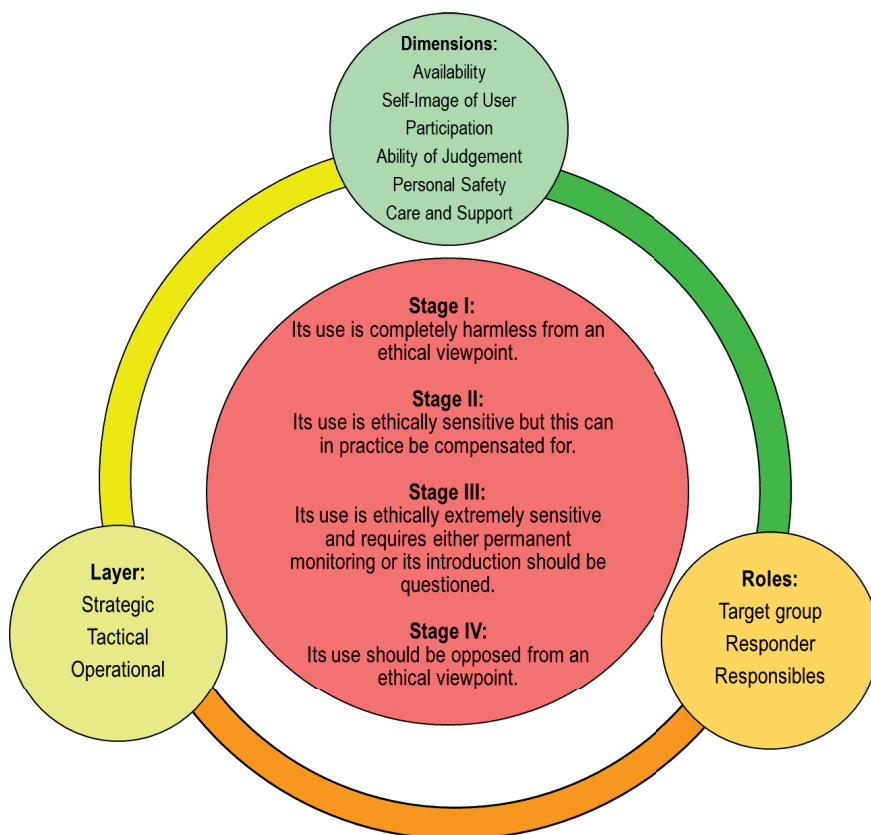 Dimensions:
Availability
Self-Image of User
Participation
Ability of Judgement
Personal Safety
Care and Support
Stage I:
Its use is completely harmless from an
ethical viewpoint.
Stage II:
Its use is ethically sensitive but this can
in practice be compensated for.
Stage III:
Its use is ethically extremely sensitive
and requires either permanent
monitoring or its introduction should be
questioned.
Stage IV:
Its use should be opposed from an
ethical viewpoint.
Layer:
Strategic
Tactical
Operational
Roles:
Target group
Responder
Responsibles